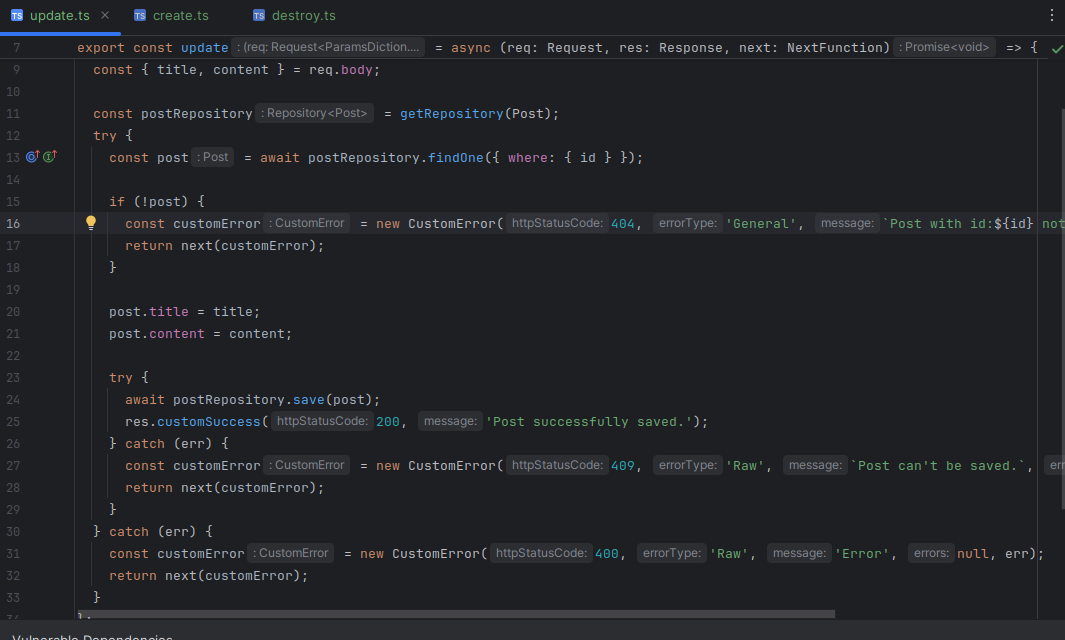 TS update.ts × TS create.ts TS destroy.ts
7 export const update : (req: Request<ParamsDiction.... = async (req: Request, res: Response, next: NextFunction) : Promise<void> => {
9 const { title, content } = req.body;
10
11 const postRepository : Repository<Post> = getRepository(Post);
12 try {
13 const post : Post = await postRepository.findOne({ where: { id } });
14
15 if (!post) {
16 const customError : CustomError = new CustomError( httpStatusCode: 404, errorType: 'General', message: `Post with id:${id} not
17 return next(customError);
18 }
19
20 post.title = title;
21 post.content = content;
22
23 try {
24 await postRepository.save(post);
25 res.customSuccess( httpStatusCode: 200, message: 'Post successfully saved.');
26 } catch (err) {
27 const customError : CustomError = new CustomError( httpStatusCode: 409, errorType: 'Raw', message: `Post can't be saved.`, err
28 return next(customError);
29 }
30 } catch (err) {
31 const customError : CustomError = new CustomError( httpStatusCode: 400, errorType: 'Raw', message: 'Error', errors: null, err);
32 return next(customError);
33 }
34 };
Vulnerable Dependencies